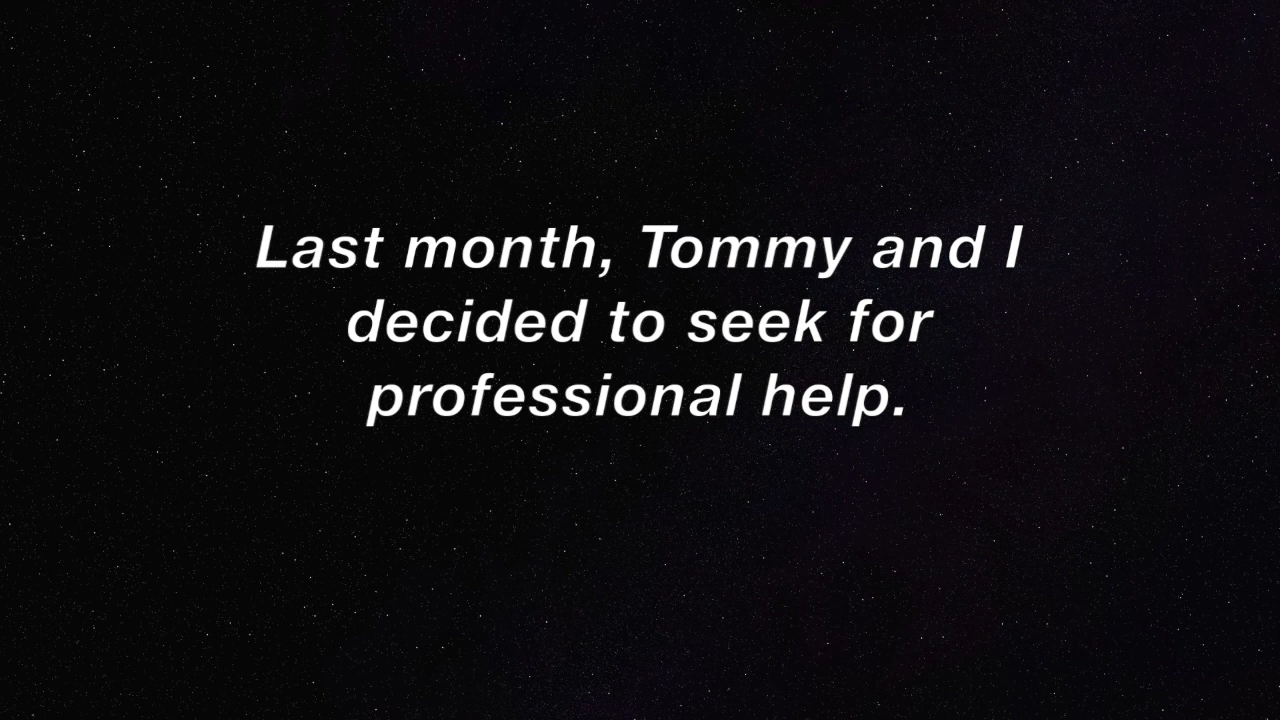 Last month, Tommy and I
decided to seek for
professional help.